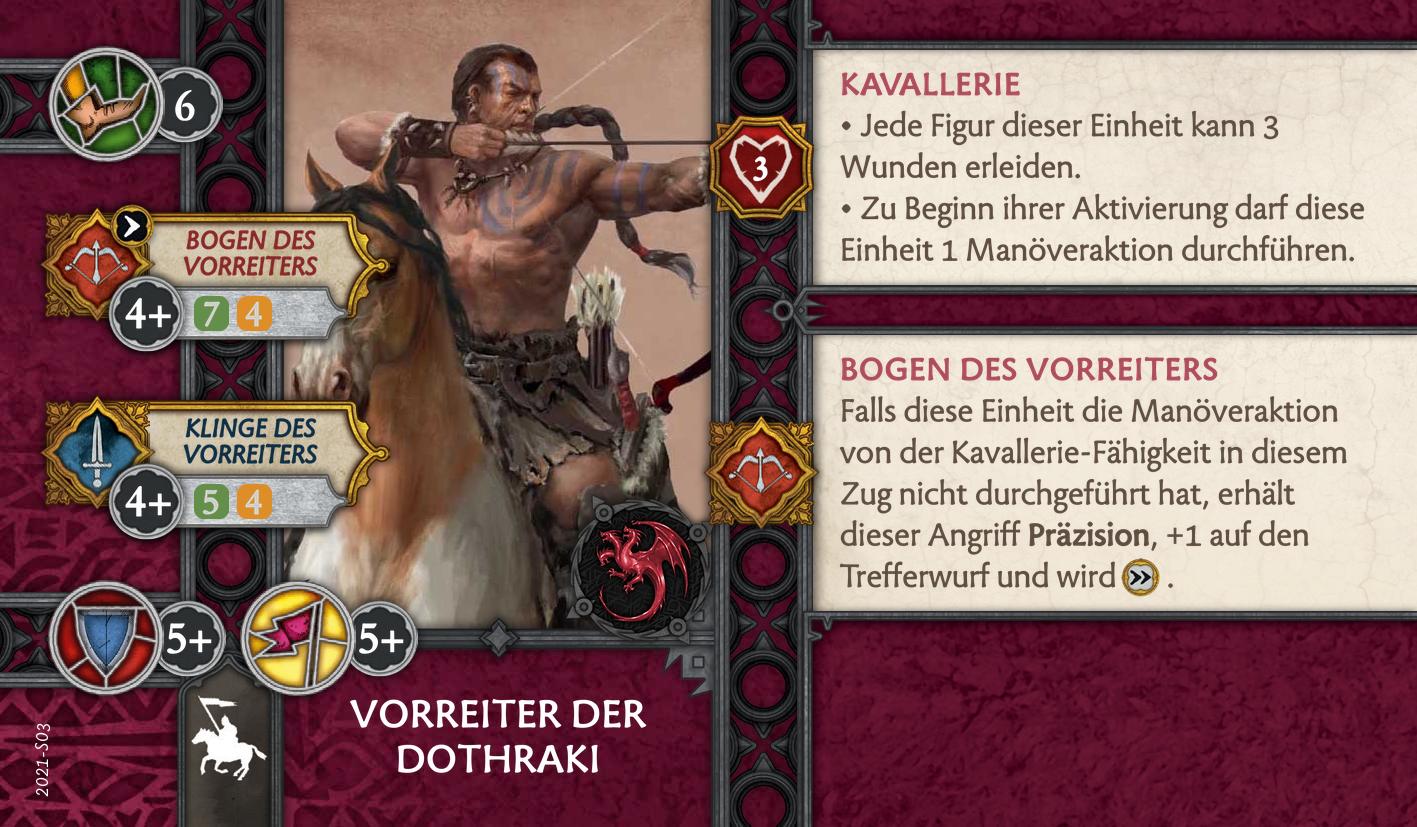 6
BOGEN DES
VORREITERS
4+ 7 4
KLINGE DES
VORREITERS
4+ 5 4
5+ 5+
VORREITER DER
DOTHRAKI
2021-S03
3
KAVALLERIE
• Jede Figur dieser Einheit kann 3
Wunden erleiden.
• Zu Beginn ihrer Aktivierung darf diese
Einheit 1 Manöveraktion durchführen.
BOGEN DES VORREITERS
Falls diese Einheit die Manöveraktion
von der Kavallerie-Fähigkeit in diesem
Zug nicht durchgeführt hat, erhält
dieser Angriff Präzision, +1 auf den
Trefferwurf und wird .